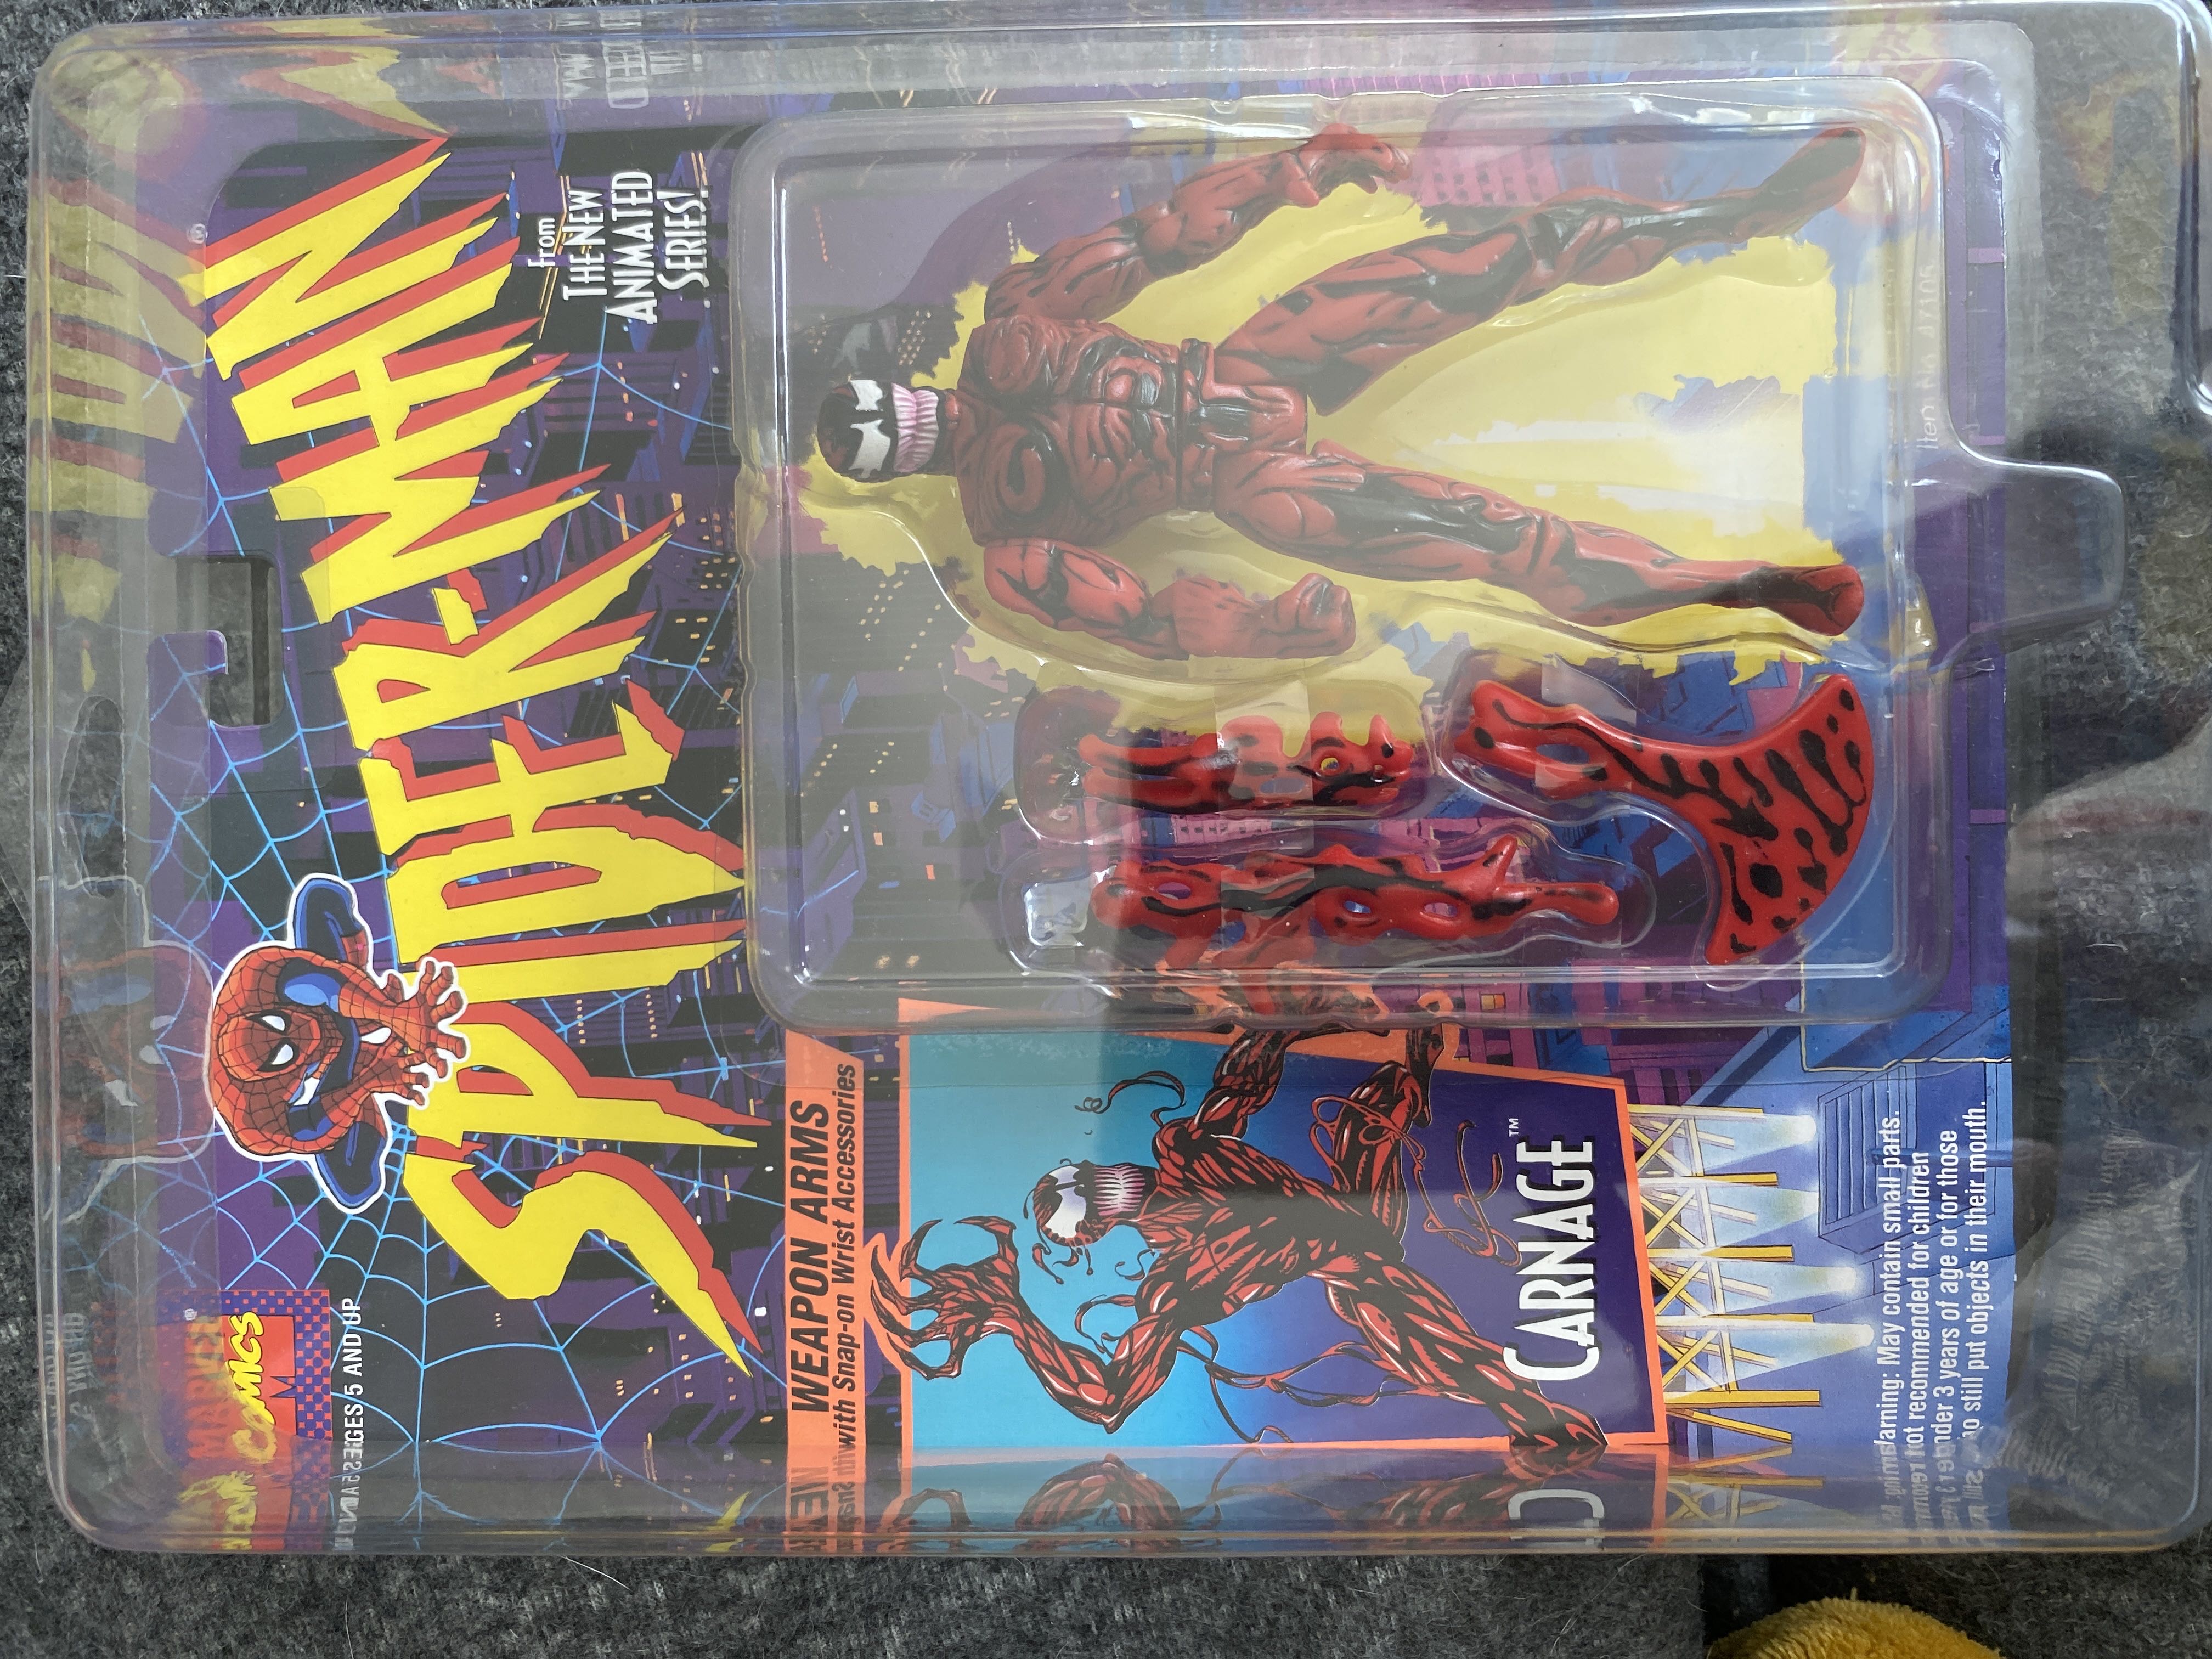 MARVEL
COMICS
AGES 5 AND UP
SPIDER-MAN
®
from
THE NEW
ANIMATED
SERIES!
WEAPON ARMS
with Snap-on Wrist Accessories
CARNAGE™
Warning: May contain small parts.
Not recommended for children
under 3 years of age or for those
who still put objects in their mouth.
Item No.